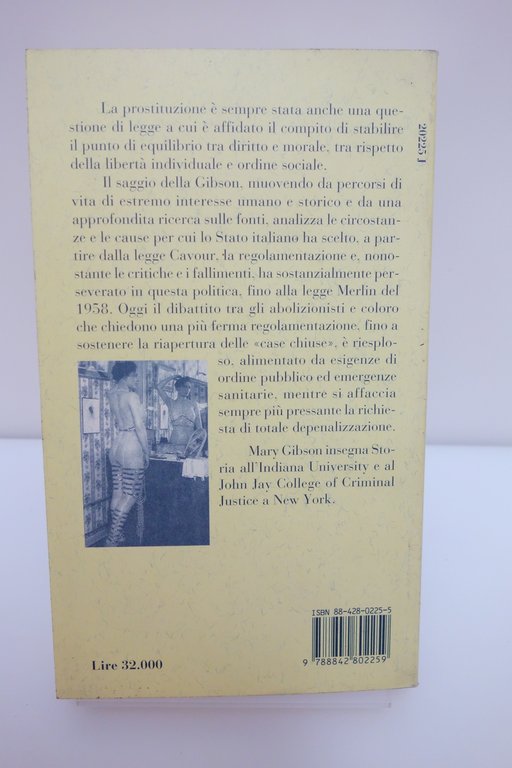 La prostituzione è sempre stata anche una que-
stione di legge a cui è affidato il compito di stabilire
il punto di equilibrio tra diritto e morale, tra rispetto
della libertà individuale e ordine sociale.
Il saggio della Gibson, muovendo da percorsi di
vita di estremo interesse umano e storico e da una
approfondita ricerca sulle fonti, analizza le circostan-
ze e le cause per cui lo Stato italiano ha scelto, a par-
tire dalla legge Cavour, la regolamentazione e, nono-
stante le critiche e i fallimenti, ha sostanzialmente per-
severato in questa politica, fino alla legge Merlin del
1958. Oggi il dibattito tra gli abolizionisti e coloro
che chiedono una più ferma regolamentazione, fino a
sostenere la riapertura delle «case chiuse», è riesplo-
so, alimentato da esigenze di
ordine pubblico ed emergenze
sanitarie, mentre si affaccia
sempre più pressante la richie-
sta di totale depenalizzazione.
Mary Gibson insegna Sto-
ria all'Indiana University e al
John Jay College of Criminal
Justice a New York.
20225 J
ISBN 88-428-0225-5
9 788842 802259
Lire 32.000